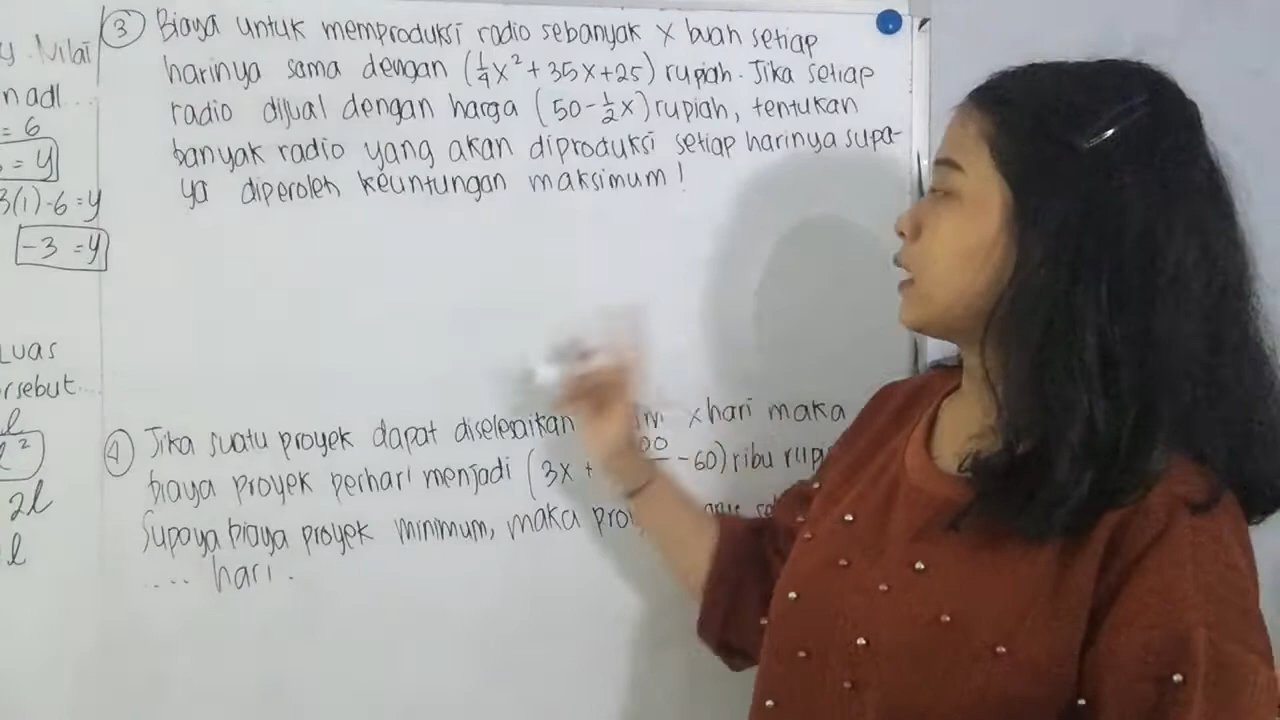 y. Nilai
n adl...
= 6
= y
3(1) - 6 = y
-3 = y
Luas
rsebut...
l
2l
l
③ Biaya untuk memproduksi radio sebanyak x buah setiap
harinya sama dengan (1/4x² + 35x + 25) rupiah. Jika setiap
radio dijual dengan harga (50 - 1/2x) rupiah, tentukan
banyak radio yang akan diproduksi setiap harinya supa-
ya diperoleh keuntungan maksimum!
④ Jika suatu proyek dapat diselesaikan x hari maka
biaya proyek perhari menjadi (3x + 00 - 60) ribu rupi
Supaya biaya proyek minimum, maka pro
.... hari.